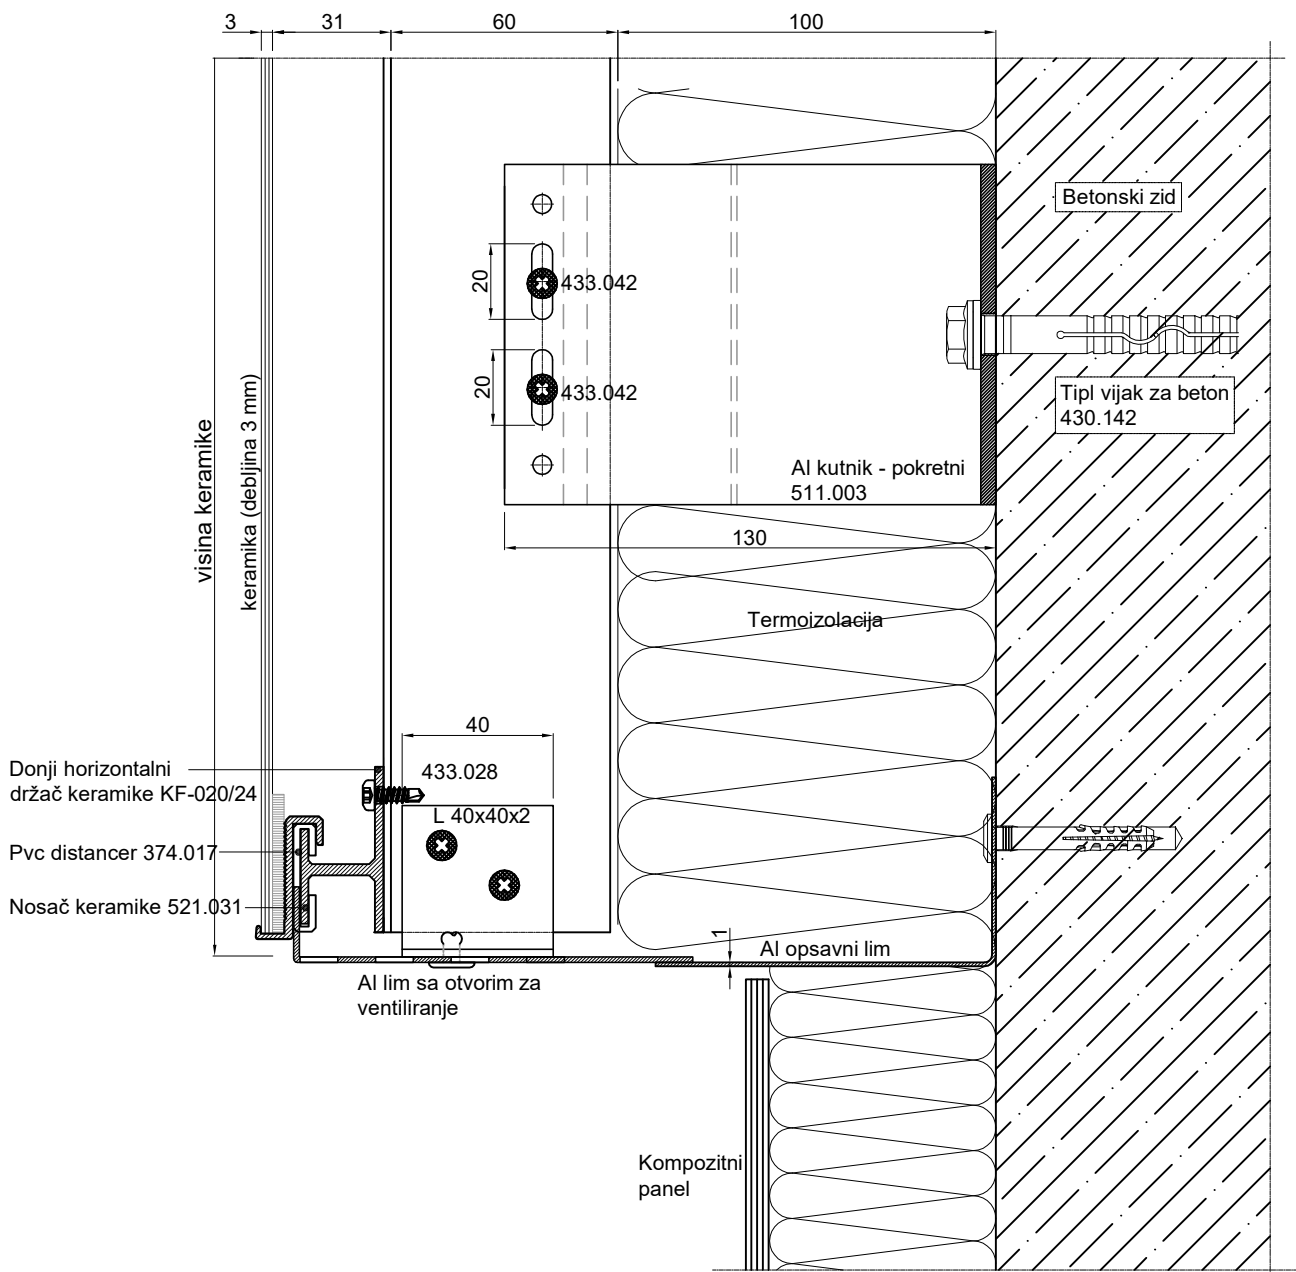 3
31
60
100
Betonski zid
20
433.042
20
433.042
Tipl vijak za beton
430.142
Al kutnik - pokretni
511.003
130
visina keramike
keramika (debljina 3 mm)
Termoizolacija
40
Donji horizontalni
držač keramike KF-020/24
433.028
L 40x40x2
Pvc distancer 374.017
Nosač keramike 521.031
1
Al opsavni lim
Al lim sa otvorim za
ventiliranje
Kompozitni
panel